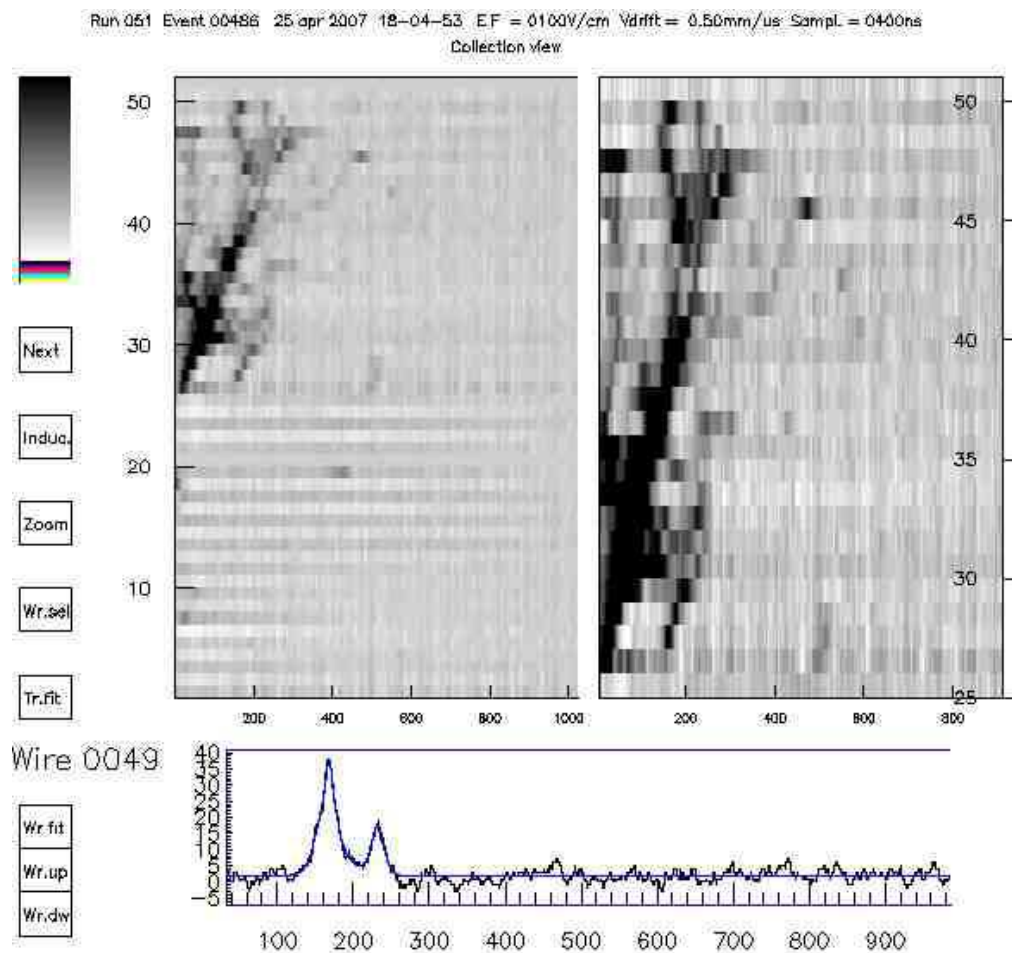 Run 051 Event 00486 25 apr 2007 18-04-53 E.F = 0100V/cm Vdrift = 0.50mm/us Sampl. = 0400ns
Collection view
50
40
30
20
10
200 400 600 800 1000
50
45
40
35
30
25
200 400 600 800
Next
Induc.
Zoom
Wr.sel
Tr.fit
Wire 0049
40
35
30
25
20
15
10
5
0
-5
100 200 300 400 500 600 700 800 900
Wr.fit
Wr.up
Wr.dw